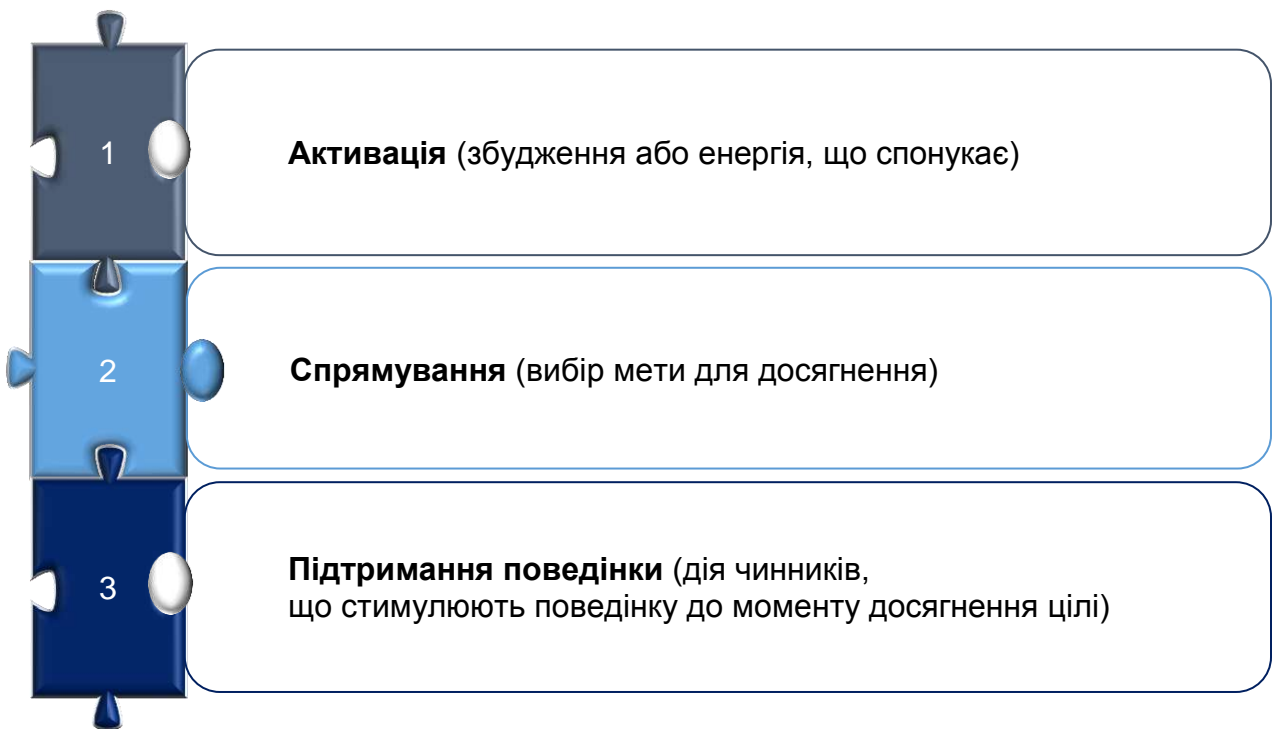 1
Активація (збудження або енергія, що спонукає)
2
Спрямування (вибір мети для досягнення)
3
Підтримання поведінки (дія чинників,
що стимулюють поведінку до моменту досягнення цілі)